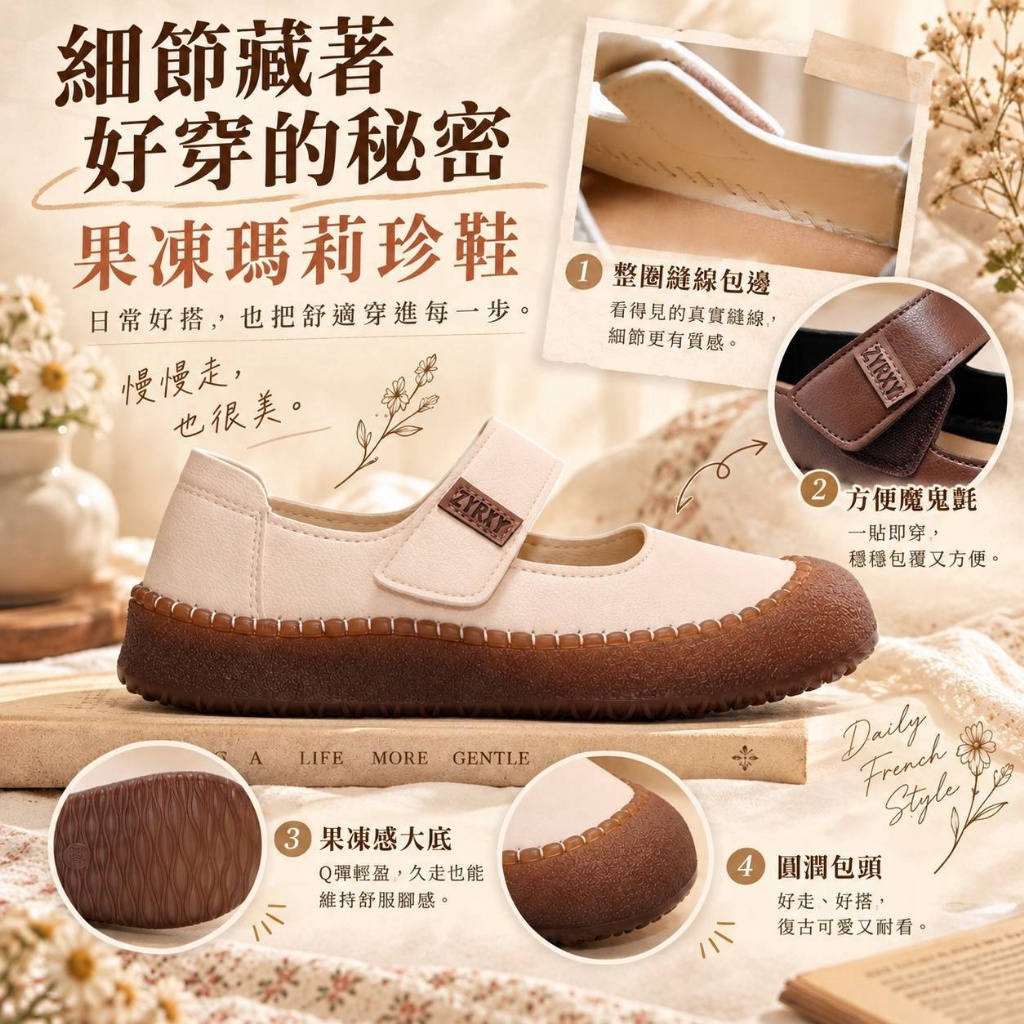 細節藏著
好穿的秘密
果凍瑪莉珍鞋
日常好搭,,也把舒適穿進每一步。
慢慢走,
也很美。
1 整圈縫線包邊
看得見的真實縫線,
細節更有質感。
ZYRXY
2 方便魔鬼氈
一貼即穿,
穩穩包覆又方便。
ZYRXY
A LIFE MORE GENTLE
Daily
French
Style
3 果凍感大底
Q彈輕盈,久走也能
維持舒服腳感。
4 圓潤包頭
好走、好搭,
復古可愛又耐看。